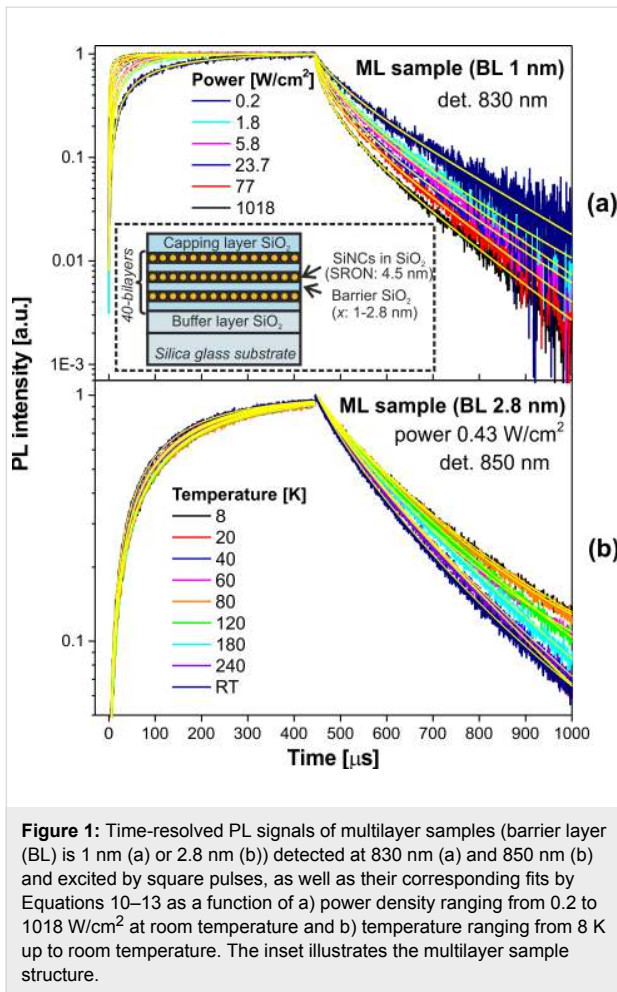 1
0.1
0.01
1E-3
ML sample (BL 1 nm)
det. 830 nm
Power [W/cm²]
0.2
1.8
5.8
23.7
77
1018
(a)
40-bilayers
Capping layer SiO₂
SiNCs in SiO₂
(SRON: 4.5 nm)
Barrier SiO₂
(x: 1-2.8 nm)
Buffer layer SiO₂
Silica glass substrate
PL intensity [a.u.]
1
0.1
ML sample (BL 2.8 nm)
power 0.43 W/cm²
det. 850 nm
Temperature [K]
8
20
40
60
80
120
180
240
RT
(b)
0 100 200 300 400 500 600 700 800 900 1000
Time [µs]
Figure 1: Time-resolved PL signals of multilayer samples (barrier layer
(BL) is 1 nm (a) or 2.8 nm (b)) detected at 830 nm (a) and 850 nm (b)
and excited by square pulses, as well as their corresponding fits by
Equations 10–13 as a function of a) power density ranging from 0.2 to
1018 W/cm² at room temperature and b) temperature ranging from 8 K
up to room temperature. The inset illustrates the multilayer sample
structure.